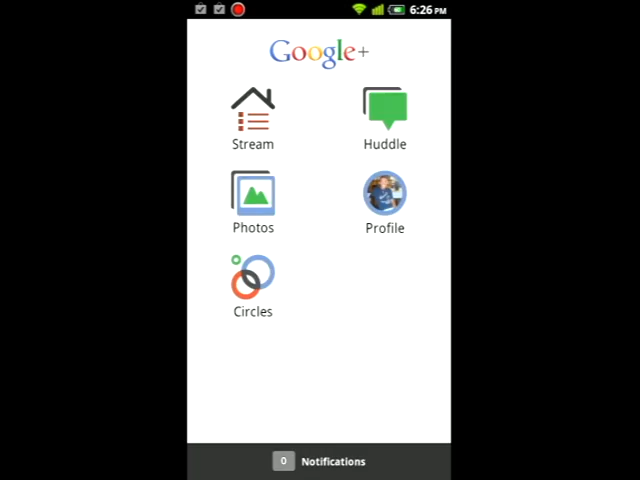 6:26 PM
Google+
Stream Huddle
Photos Profile
Circles
0 Notifications